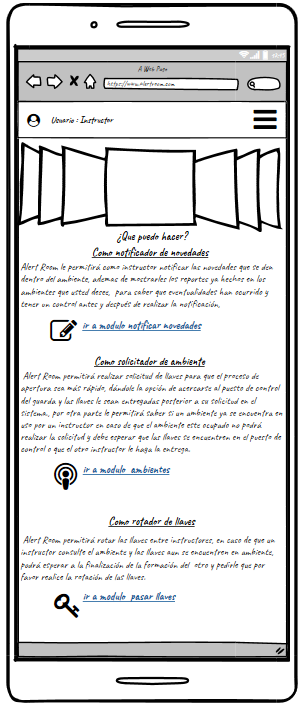 A Web Page
https://www.alertroom.com
Usuario : Instructor
¿Que puedo hacer?
Como notificador de novedades
Alert Room le permitirá como instructor notificar las novedades que se den
dentro del ambiente, ademas de mostrarles los reportes ya hechos en los
ambientes que usted desee, para saber que eventualidades han ocurrido y
tener un control antes y después de realizar la notificación.
ir a modulo notificar novedades
Como solicitador de ambiente
Alert Room permitirá realizar solicitud de llaves para que el proceso de
apertura sea más rápido, dándole la opción de acercarse al puesto de control
del guarda y las llaves le sean entregadas posterior a su solicitud en el
sistema, por otra parte le permitirá saber si un ambiente ya se encuentra en
uso por un instructor en caso de que el ambiente este ocupado no podrá
realizar la solicitud y debe esperar que las llaves se encuentren en el puesto de
control o que el otro instructor le haga la entrega.
ir a modulo ambientes
Como rotador de llaves
Alert Room permitirá rotar las llaves entre instructores, en caso de que un
instructor consulte el ambiente y las llaves aun se encuentren en ambiente,
podrá esperar a la finalización de la formación del otro y pedirle que por
favor realice la rotación de las llaves.
ir a modulo pasar llaves